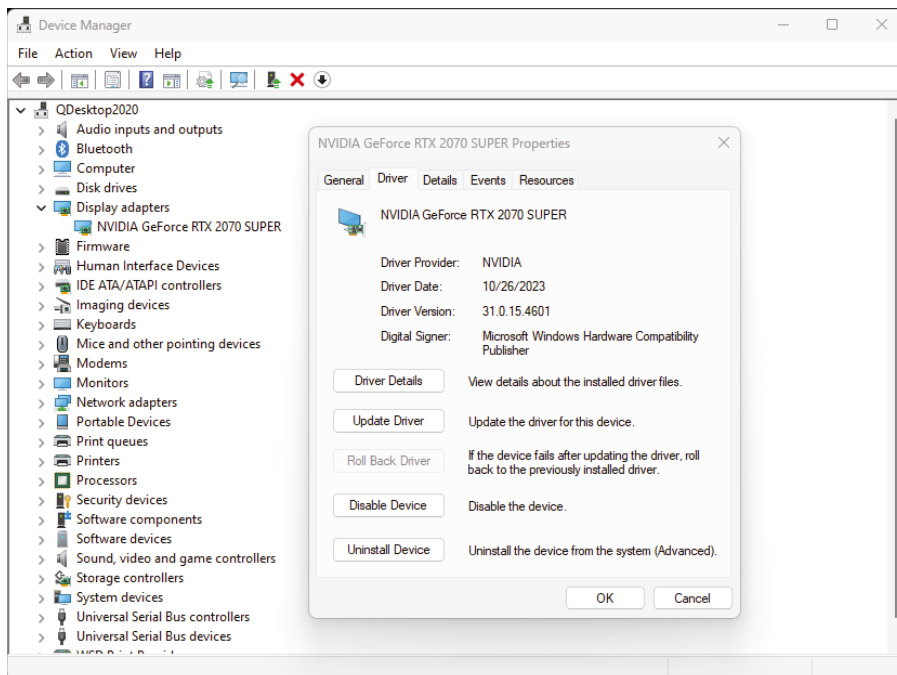 Device Manager
File Action View Help
QDesktop2020
Audio inputs and outputs
Bluetooth
Computer
Disk drives
Display adapters
NVIDIA GeForce RTX 2070 SUPER
Firmware
Human Interface Devices
IDE ATA/ATAPI controllers
Imaging devices
Keyboards
Mice and other pointing devices
Modems
Monitors
Network adapters
Portable Devices
Print queues
Printers
Processors
Security devices
Software components
Software devices
Sound, video and game controllers
Storage controllers
System devices
Universal Serial Bus controllers
Universal Serial Bus devices
NVIDIA GeForce RTX 2070 SUPER Properties
General Driver Details Events Resources
NVIDIA GeForce RTX 2070 SUPER
Driver Provider: NVIDIA
Driver Date: 10/26/2023
Driver Version: 31.0.15.4601
Digital Signer: Microsoft Windows Hardware Compatibility
Publisher
Driver Details View details about the installed driver files.
Update Driver Update the driver for this device.
Roll Back Driver If the device fails after updating the driver, roll
back to the previously installed driver.
Disable Device Disable the device.
Uninstall Device Uninstall the device from the system (Advanced).
OK Cancel